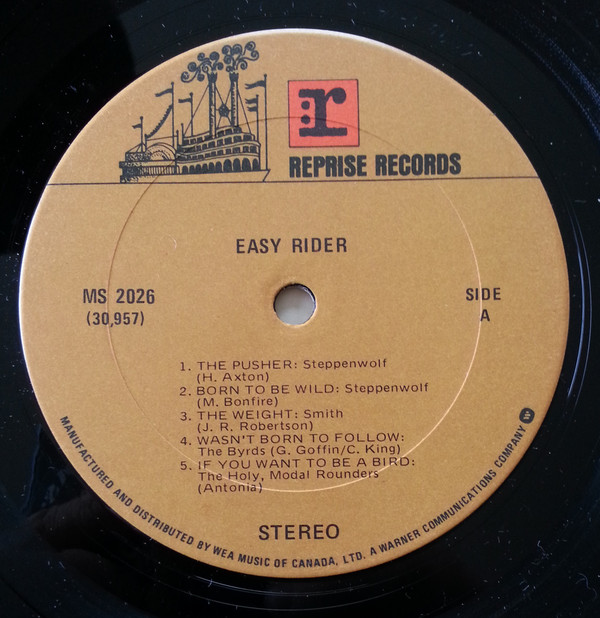 r
REPRISE RECORDS
EASY RIDER
MS 2026
(30,957)
SIDE
A
1. THE PUSHER: Steppenwolf
(H. Axton)
2. BORN TO BE WILD: Steppenwolf
(M. Bonfire)
3. THE WEIGHT: Smith
(J. R. Robertson)
4. WASN'T BORN TO FOLLOW:
The Byrds (G. Goffin/C. King)
5. IF YOU WANT TO BE A BIRD:
The Holy, Modal Rounders
(Antonia)
STEREO
MANUFACTURED AND DISTRIBUTED BY WEA MUSIC OF CANADA, LTD. A WARNER COMMUNICATIONS COMPANY W